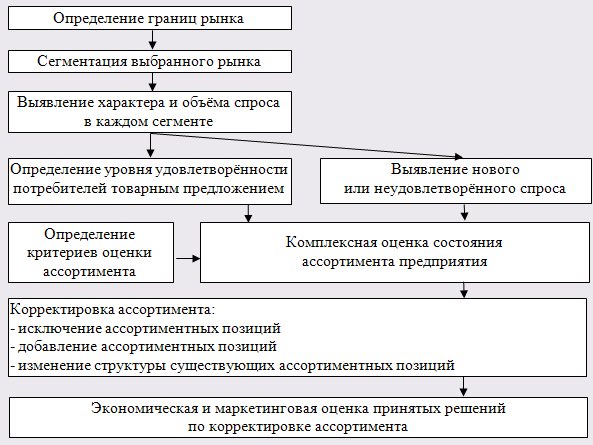 Определение границ рынка
Сегментация выбранного рынка
Выявление характера и объёма спроса
в каждом сегменте
Определение уровня удовлетворённости
потребителей товарным предложением
Выявление нового
или неудовлетворённого спроса
Определение
критериев оценки
ассортимента
Комплексная оценка состояния
ассортимента предприятия
Корректировка ассортимента:
- исключение ассортиментных позиций
- добавление ассортиментных позиций
- изменение структуры существующих ассортиментных позиций
Экономическая и маркетинговая оценка принятых решений
по корректировке ассортимента